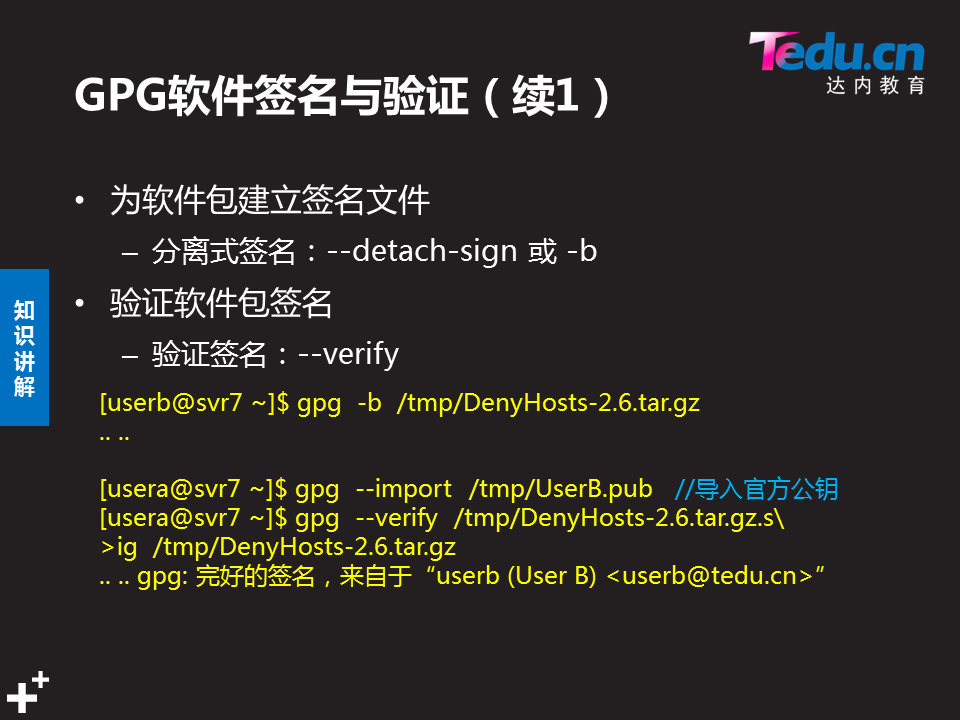 Tedu.cn
达内教育
GPG软件签名与验证（续1）
• 为软件包建立签名文件
– 分离式签名：--detach-sign 或 -b
• 验证软件包签名
– 验证签名：--verify
知识讲解
[userb@svr7 ~]$ gpg -b /tmp/DenyHosts-2.6.tar.gz
.. ..
[usera@svr7 ~]$ gpg --import /tmp/UserB.pub //导入官方公钥
[usera@svr7 ~]$ gpg --verify /tmp/DenyHosts-2.6.tar.gz.s\
>ig /tmp/DenyHosts-2.6.tar.gz
.. .. gpg: 完好的签名，来自于“userb (User B) <userb@tedu.cn>”